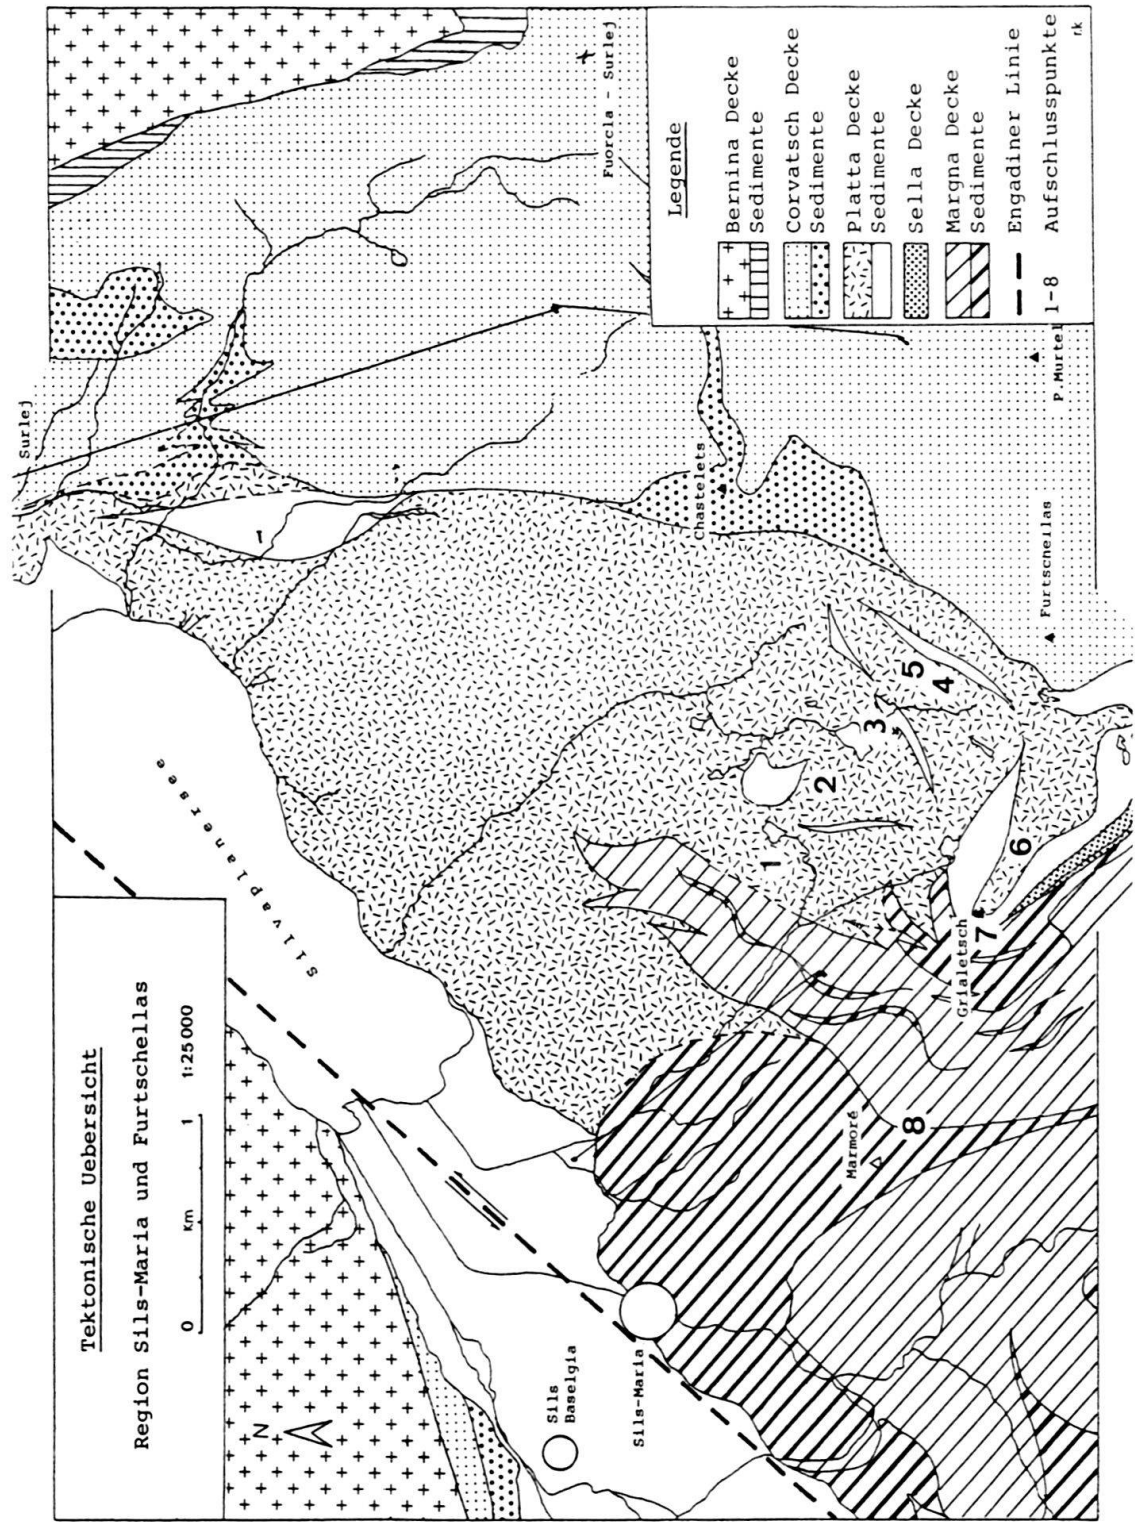 Tektonische Uebersicht
Region Sils-Maria und Furtschellas
0 Km 1 1:25000
N
Silvaplanersee
Surlej
Fuorcla - Surlej
Chastelets
Furtschellas
P.Murtel
Grialetsch
Marmoré
Sils
Baselgia
Sils-Maria
1
2
3
4
5
6
7
8
Legende
Bernina Decke
Sedimente
Corvatsch Decke
Sedimente
Platta Decke
Sedimente
Sella Decke
Margna Decke
Sedimente
Engadiner Linie
1-8 Aufschlusspunkte
rk